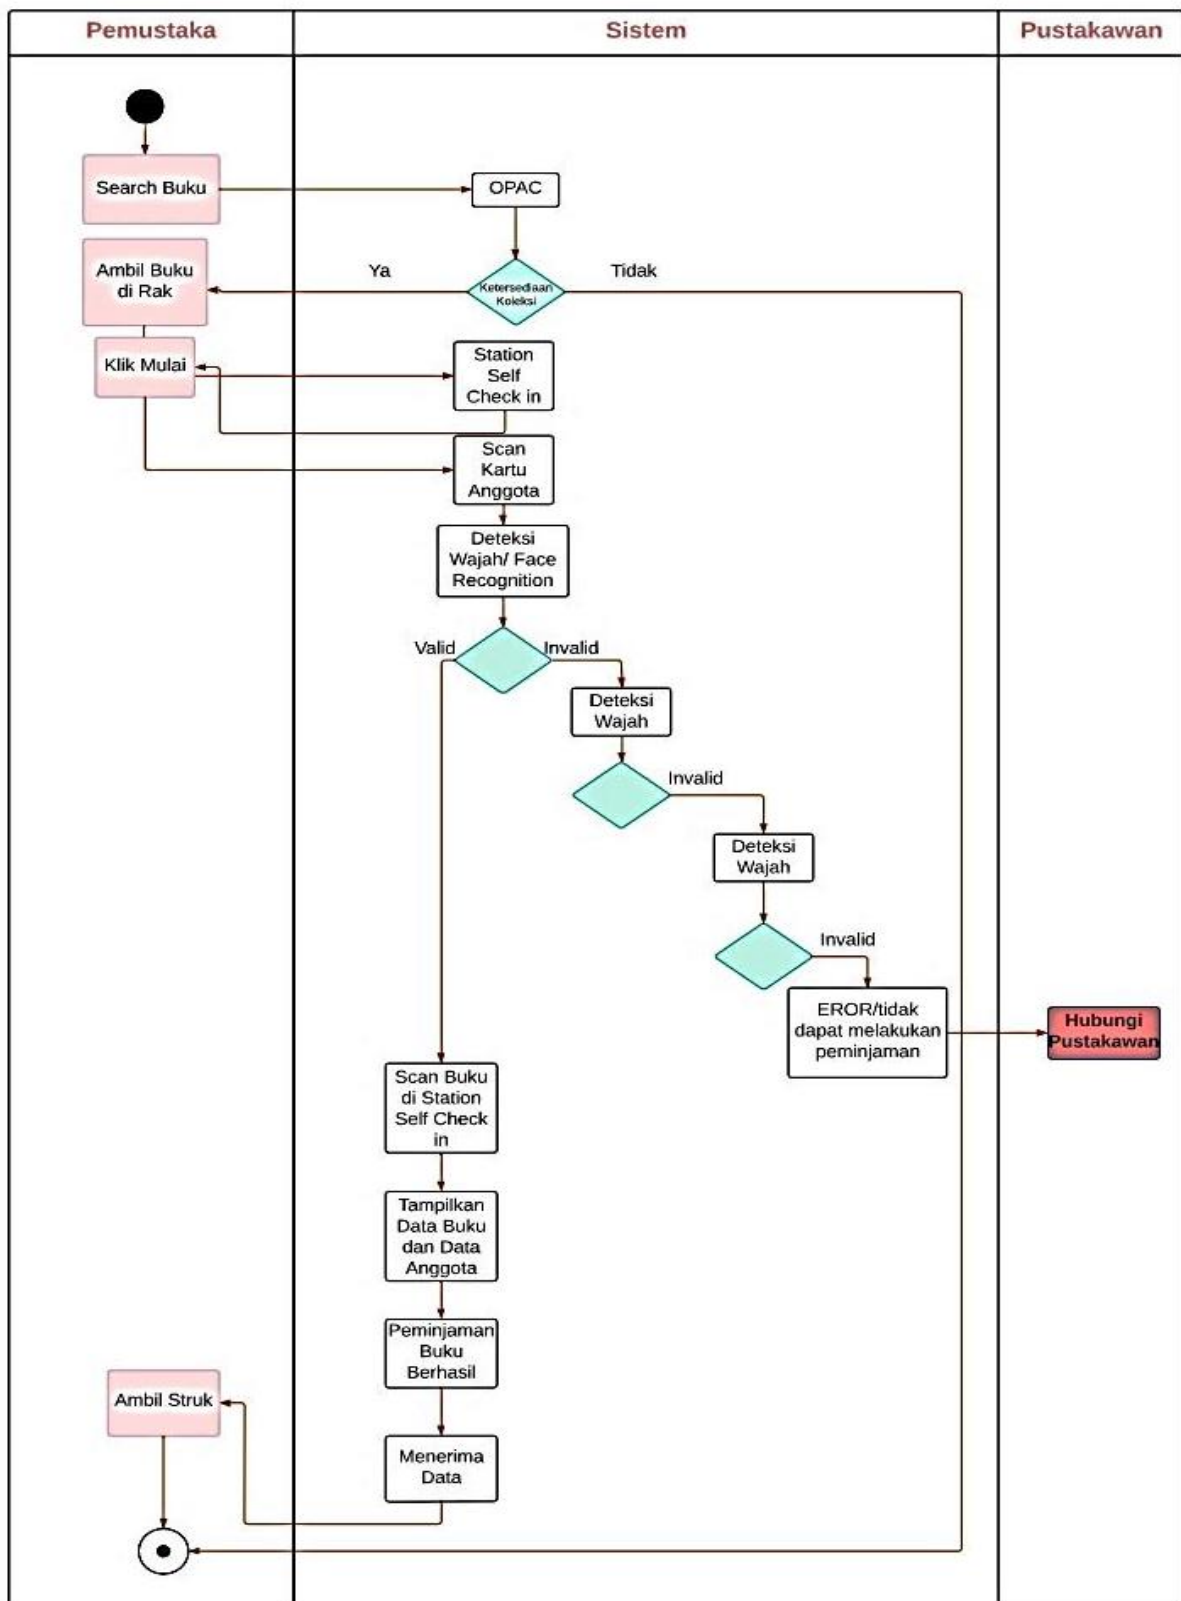 Pemustaka
Sistem
Pustakawan
Search Buku
OPAC
Ambil Buku
di Rak
Ya
Ketersediaan
Koleksi
Tidak
Klik Mulai
Station
Self
Check in
Scan
Kartu
Anggota
Deteksi
Wajah/ Face
Recognition
Valid
Invalid
Deteksi
Wajah
Invalid
Deteksi
Wajah
Invalid
EROR/tidak
dapat melakukan
peminjaman
Hubungi
Pustakawan
Scan Buku
di Station
Self Check
in
Tampilkan
Data Buku
dan Data
Anggota
Peminjaman
Buku
Berhasil
Ambil Struk
Menerima
Data